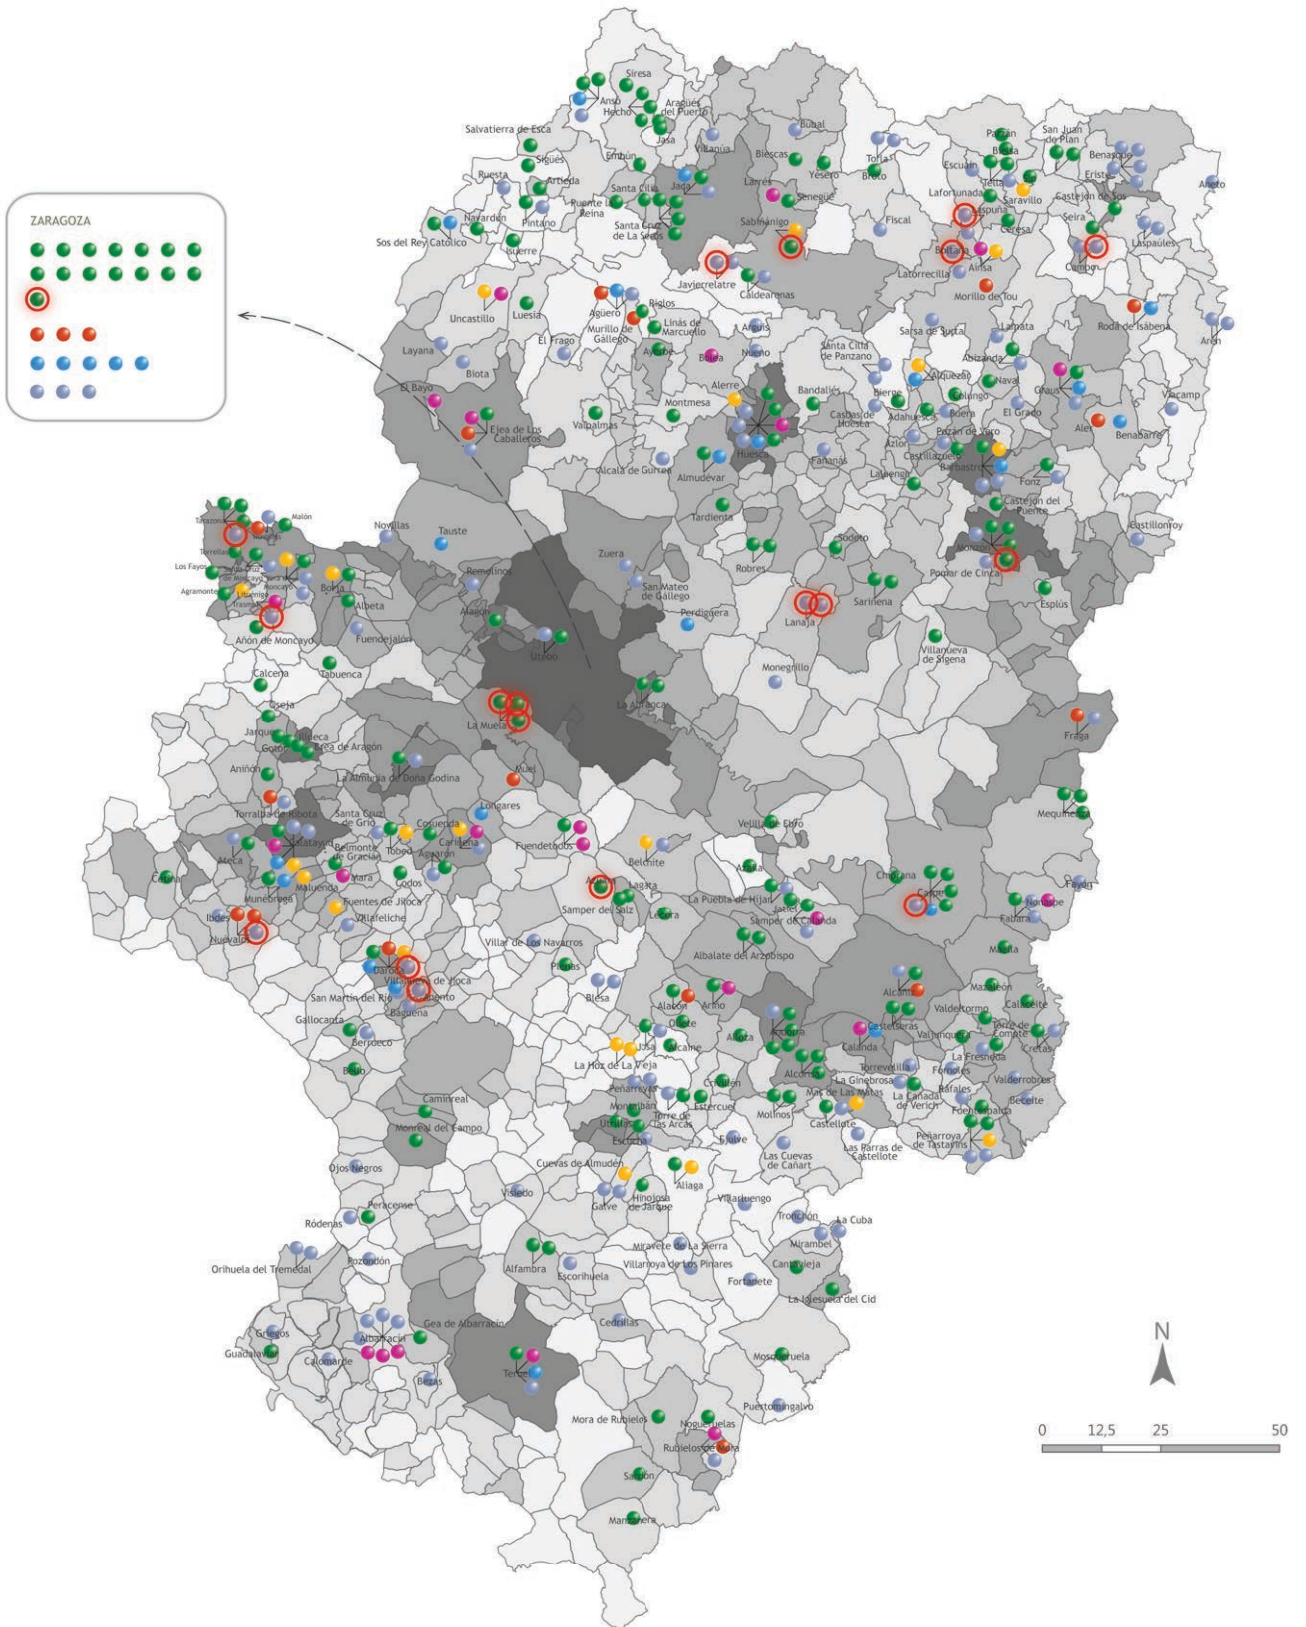 Siresa
Ansó
Hecho
Aragüés
del Puerto
Jasa
Salvatierra de Esca
Sigüés
Embún
Villanúa
Búbal
Biescas
Yésero
Torla
Broto
Parzán
San Juan
de Plan
Bielsa
Escuaín
Tella
Saravillo
Lafortunada
Benasque
Eriste
Castejón de Sos
Aneto
Ruesta
Artieda
Puente la
Reina
Santa Cilia
Jaca
Larrés
Senegüé
Sabiñánigo
Fiscal
Laspuña
Ceresa
Seira
Laspaúles
Campo
ZARAGOZA
Navardún
Pintano
Sos del Rey Católico
Isuerre
Santa Cruz
de La Serós
Boltaña
Aínsa
Latorrecilla
Morillo de Tou
Javierrelatre
Caldearenas
Uncastillo
Luesia
Agüero
Riglos
Murillo de
Gállego
Linás de
Marcuello
Ayerbe
Arguis
Nueno
Bolea
Sarsa de Surta
Lamata
Abizanda
Roda de Isábena
Arén
Layana
Biota
El Frago
Santa Cilia
de Panzano
Alquézar
Bierge
Colungo
Naval
Graus
Viacamp
El Bayo
Ejea de Los
Caballeros
Valpalmas
Montmesa
Alerre
Bandaliés
Casbas de
Huesca
Adahuesca
Buera
El Grado
Pozán de Vero
Aler
Benabarre
Huesca
Azlor
Castillazuelo
Barbastro
Alcalá de Gurrea
Almudévar
Fañanás
Laluenga
Fonz
Castejón del
Puente
Tardienta
Tarazona
Malón
Novallas
Novillas
Tauste
Zuera
Robres
Sodeto
Monzón
Castillonroy
Torrellas
Los Fayos
Pomar de Cinca
Agramonte
Borja
Remolinos
San Mateo
de Gállego
Sariñena
Esplús
Albeta
Alagón
Perdiguera
Lanaja
Añón de Moncayo
Fuendejalón
Utebo
Villanueva
de Sigena
Calcena
Tabuenca
Monegrillo
Oseja
La Alfranca
Jarque
Illueca
Gotor
Brea de Aragón
La Muela
Fraga
Aniñón
La Almunia de Doña Godina
Muel
Torralba de Ribota
Santa Cruz
de Grío
Cosuenda
Longares
Mequinenza
Calatayud
Velilla de Ebro
Ateca
Belmonte
de Gracián
Tobed
Aguarón
Cariñena
Fuendetodos
Belchite
Cetina
Mara
Azaila
Maluenda
Munébrega
Codos
Azuara
Lagata
Chiprana
Caspe
Fayón
Fuentes de Jiloca
Samper del Salz
La Puebla de Híjar
Jatiel
Nonaspe
Ibdes
Villafeliche
Lécera
Samper de Calanda
Fabara
Nuévalos
Villar de Los Navarros
Albalate del Arzobispo
Maella
Daroca
Plenas
Villanueva de Jiloca
San Martín del Río
Báguena
Blesa
Alcañiz
Mazaleón
Calaceite
Gallocanta
Alacón
Ariño
Castelserás
Valdeltormo
Berrueco
Oliete
Andorra
Valjunquera
Torre de
Compte
Josa
Alcaine
Alloza
Calanda
La Fresneda
Cretas
Bello
La Hoz de La Vieja
Torrevelilla
Alcorisa
La Ginebrosa
Fórnoles
Valderrobres
Peñarroyas
Crivillén
Mas de Las Matas
Ráfales
La Cañada
de Verich
Beceite
Caminreal
Montalbán
Torre de
las Arcas
Estercuel
Molinos
Fuentespalda
Monreal del Campo
Utrillas
Castellote
Peñarroya
de Tastavins
Escucha
Ejulve
Las Cuevas
de Cañart
Las Parras de
Castellote
Ojos Negros
Cuevas de Almudén
Aliaga
Visiedo
Hinojosa
de Jarque
Galve
Villarluengo
Peracense
Ródenas
Tronchón
La Cuba
Mirambel
Pozondón
Orihuela del Tremedal
Miravete de La Sierra
Cantavieja
Alfambra
Escorihuela
Villarroya de Los Pinares
Fortanete
La Iglesuela del Cid
Gea de Albarracín
Cedrillas
Griegos
Albarracín
Guadalaviar
Calomarde
Mosqueruela
Bezas
Teruel
Puertomingalvo
Mora de Rubielos
Nogueruelas
Rubielos de Mora
Sarrión
Manzanera
N
0 12,5 25 50